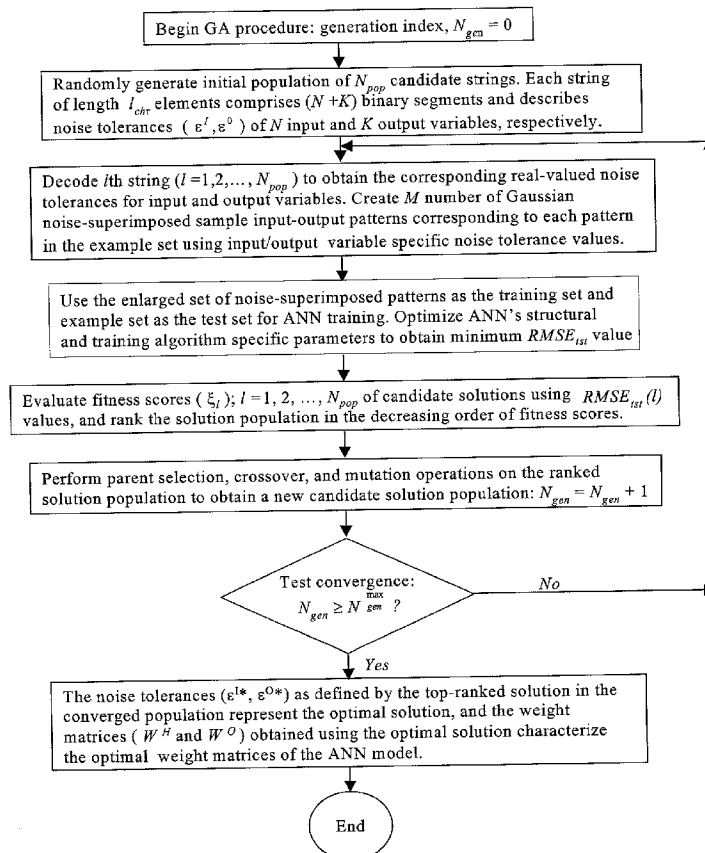 Begin GA procedure: generation index, N_gen = 0
Randomly generate initial population of N_pop candidate strings. Each string
of length l_chr elements comprises (N +K) binary segments and describes
noise tolerances ( ε^I ,ε^0 ) of N input and K output variables, respectively.
Decode lth string (l =1,2,..., N_pop ) to obtain the corresponding real-valued noise
tolerances for input and output variables. Create M number of Gaussian
noise-superimposed sample input-output patterns corresponding to each pattern
in the example set using input/output variable specific noise tolerance values.
Use the enlarged set of noise-superimposed patterns as the training set and
example set as the test set for ANN training. Optimize ANN's structural
and training algorithm specific parameters to obtain minimum RMSE_tst value
Evaluate fitness scores ( ξ_l ); l = 1, 2, ..., N_pop of candidate solutions using RMSE_tst (l)
values, and rank the solution population in the decreasing order of fitness scores.
Perform parent selection, crossover, and mutation operations on the ranked
solution population to obtain a new candidate solution population: N_gen = N_gen + 1
Test convergence:
N_gen ≥ N_gen^max ?
No
Yes
The noise tolerances (ε^I*, ε^O*) as defined by the top-ranked solution in the
converged population represent the optimal solution, and the weight
matrices ( W^H and W^O) obtained using the optimal solution characterize
the optimal weight matrices of the ANN model.
End